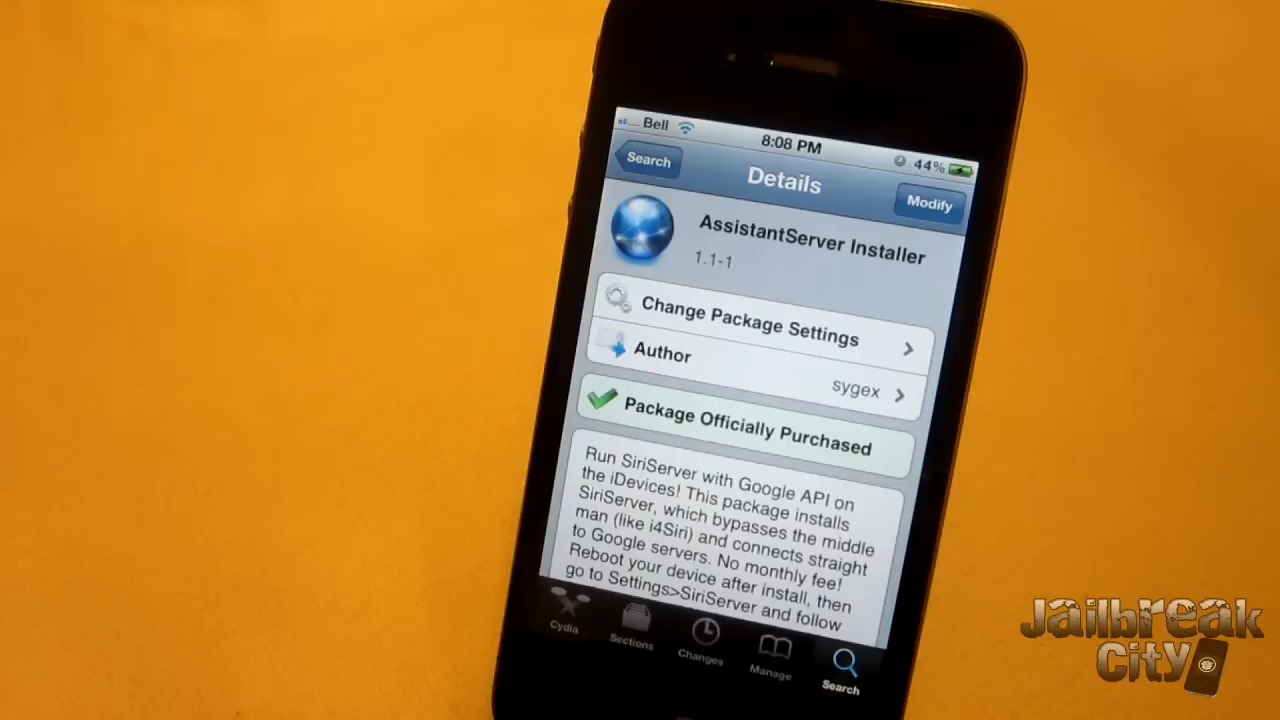 Bell
8:08 PM
44%
Search
Details
Modify
AssistantServer Installer
1.1-1
Change Package Settings
Author
sygex
Package Officially Purchased
Run SiriServer with Google API on
the iDevices! This package installs
SiriServer, which bypasses the middle
man (like i4Siri) and connects straight
to Google servers. No monthly fee!
Reboot your device after install, then
go to Settings>SiriServer and follow
Cydia
Sections
Changes
Manage
Search
Jailbreak
City